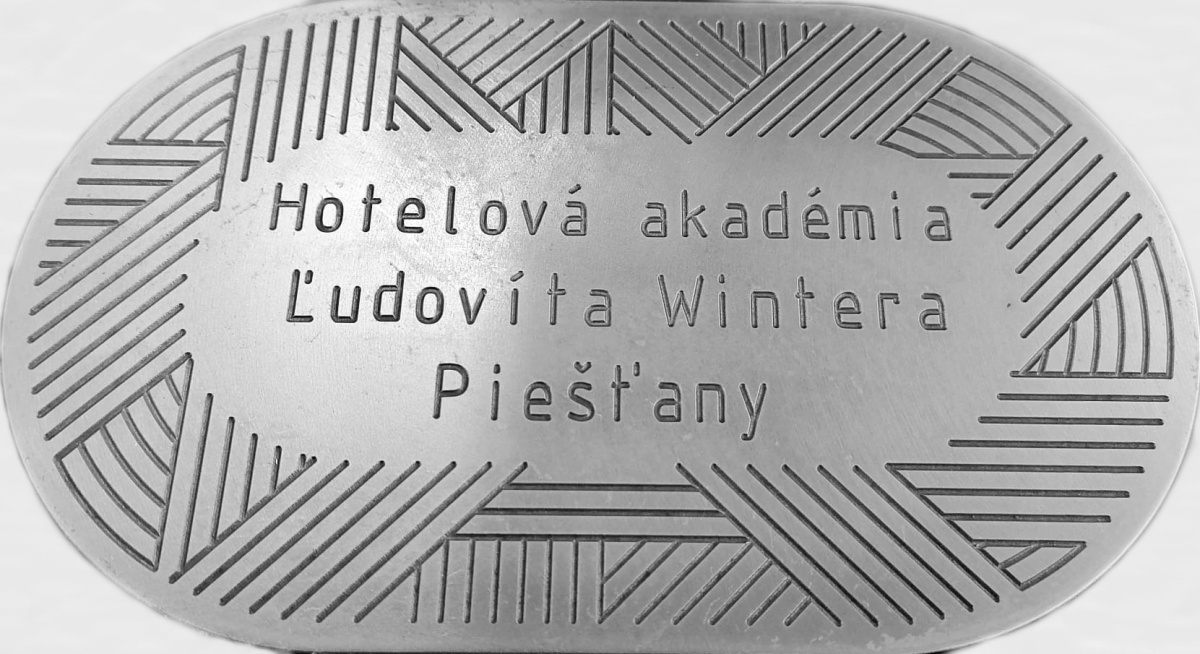 Hotelová akadémia
Ľudovíta Wintera
Piešťany